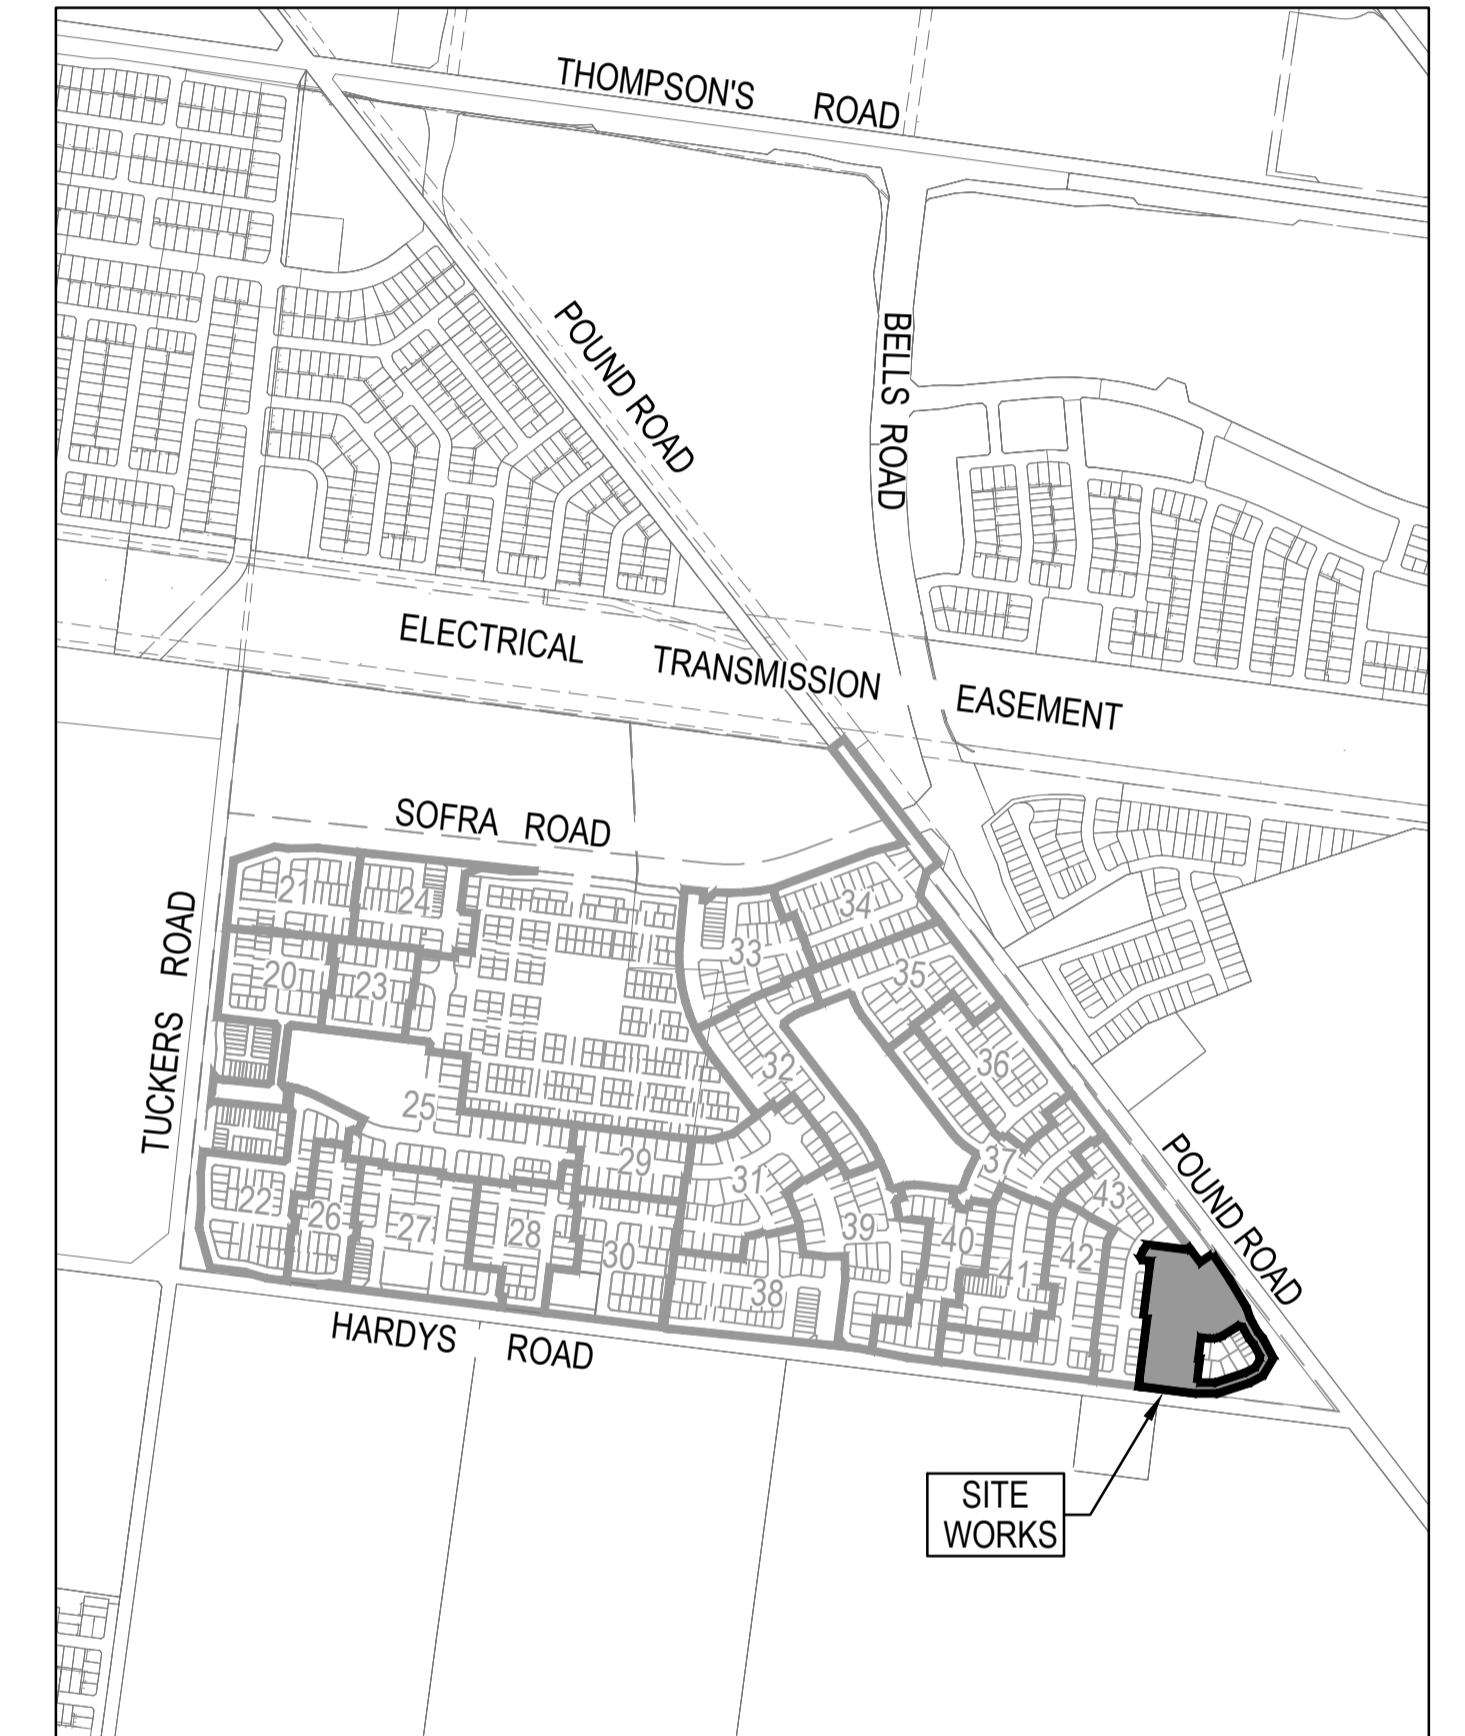 THOMPSON'S ROAD
POUND ROAD
BELLS ROAD
ELECTRICAL TRANSMISSION EASEMENT
SOFRA ROAD
TUCKERS ROAD
21
24
34
33
35
20
23
32
36
25
29
31
37
43
22
26
27
28
30
39
40
42
41
38
POUND ROAD
HARDYS ROAD
SITE
WORKS